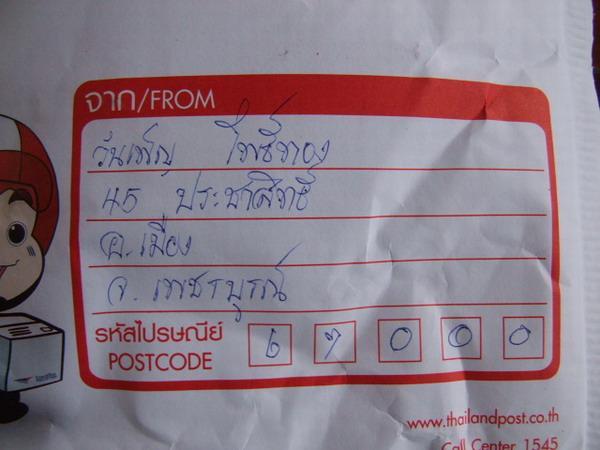 จาก/FROM
วันเพ็ญ โพธิ์ทอง
45 ประชาสิทธิ์
อ.เมือง
จ.เพชรบูรณ์
รหัสไปรษณีย์ 6 7 0 0 0
POSTCODE
www.thailandpost.co.th
Call Center 1545